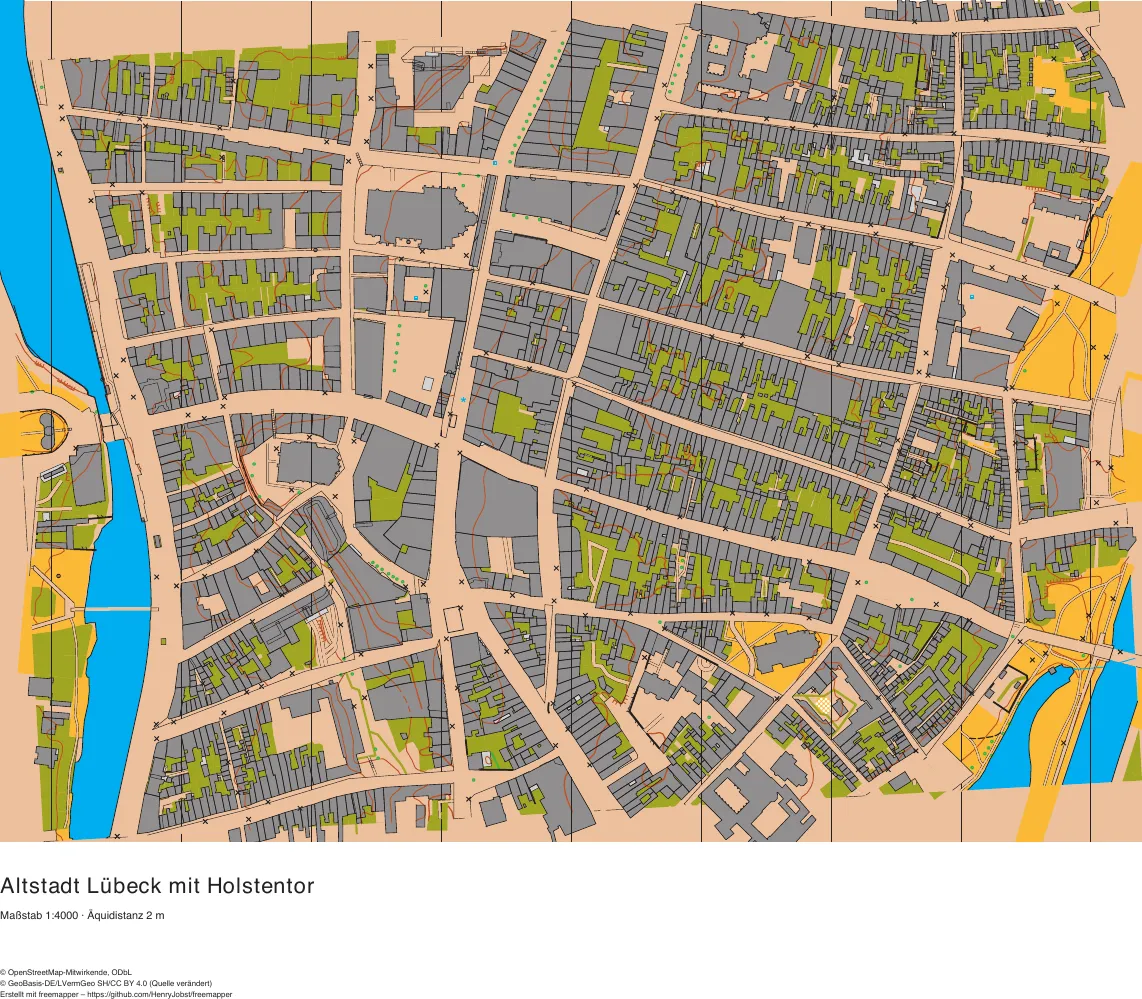 Altstadt Lübeck mit Holstentor
Maßstab 1:4000 · Äquidistanz 2 m
© OpenStreetMap-Mitwirkende, ODbL
© GeoBasis-DE/LVermGeo SH/CC BY 4.0 (Quelle verändert)
Erstellt mit freemapper – https://github.com/HenryJobst/freemapper